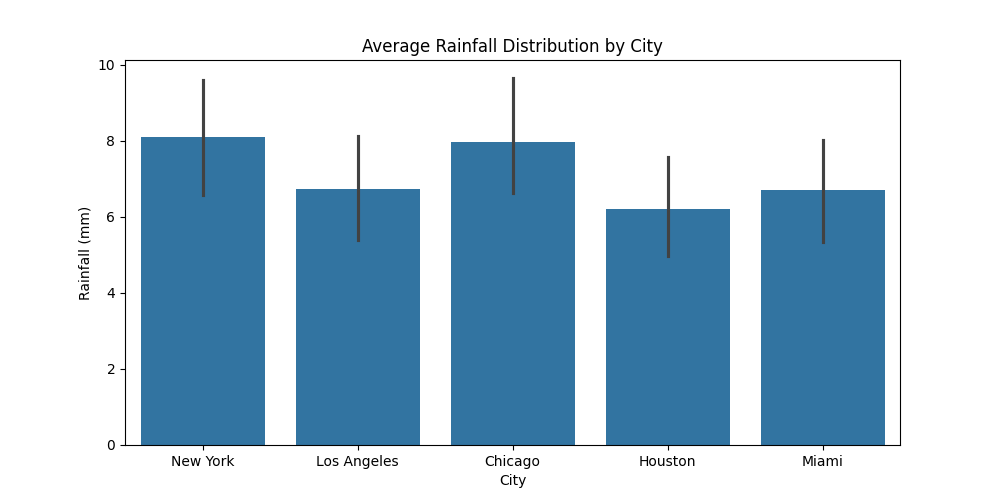 Average Rainfall Distribution by City
Rainfall (mm)
10
8
6
4
2
0
New York Los Angeles Chicago Houston Miami
City